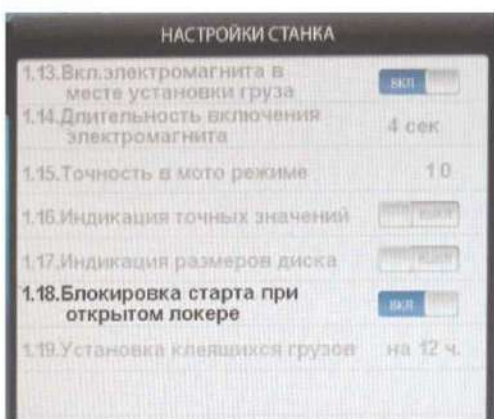 НАСТРОЙКИ СТАНКА
1.13.Вкл.электромагнита в
месте установки груза
ВКЛ
1.14.Длительность включения
электромагнита
4 сек
1.15.Точность в мото режиме
10
1.16.Индикация точных значений
ВЫКЛ
1.17.Индикация размеров диска
ВЫКЛ
1.18.Блокировка старта при
открытом локере
ВКЛ
1.19.Установка клеящихся грузов
на 12 ч.